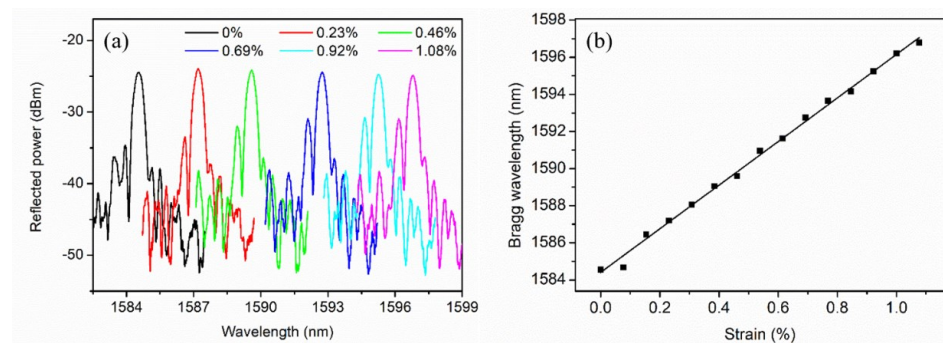 (a)
0% 0.23% 0.46%
0.69% 0.92% 1.08%
Reflected power (dBm)
-20
-30
-40
-50
1584 1587 1590 1593 1596 1599
Wavelength (nm)
(b)
Bragg wavelength (nm)
1598
1596
1594
1592
1590
1588
1586
1584
0.0 0.2 0.4 0.6 0.8 1.0
Strain (%)